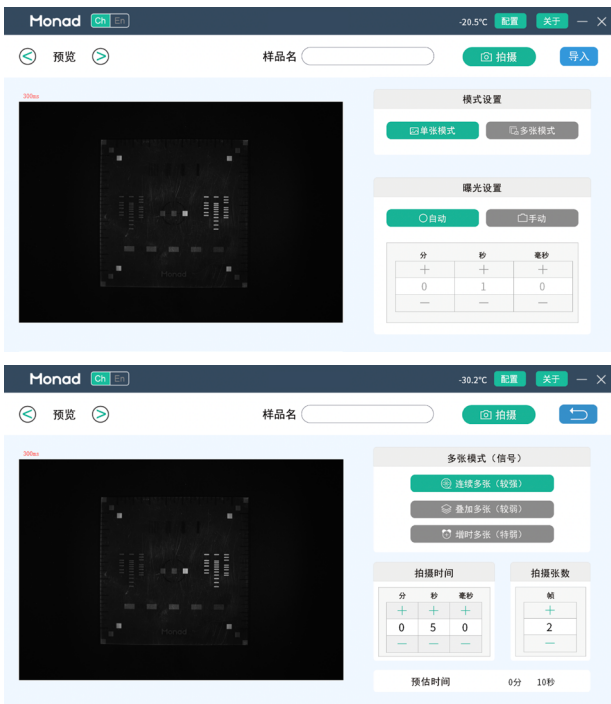 Monad Ch En -20.5℃ 配置 关于
预览 样品名 拍摄 导入
300ms
模式设置
单张模式 多张模式
曝光设置
自动 手动
分 秒 毫秒
+ + +
0 1 0
— — —
Monad
Monad Ch En -30.2℃ 配置 关于
预览 样品名 拍摄
300ms
多张模式（信号）
连续多张（较强）
叠加多张（较弱）
增时多张（特弱）
拍摄时间 拍摄张数
分 秒 毫秒 帧
+ + + +
0 5 0 2
— — — —
Monad
预估时间 0分 10秒